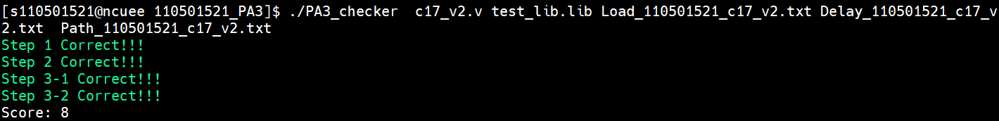 [s110501521@ncuee 110501521_PA3]$ ./PA3_checker  c17_v2.v test_lib.lib Load_110501521_c17_v2.txt Delay_110501521_c17_v
2.txt  Path_110501521_c17_v2.txt
Step 1 Correct!!!
Step 2 Correct!!!
Step 3-1 Correct!!!
Step 3-2 Correct!!!
Score: 8